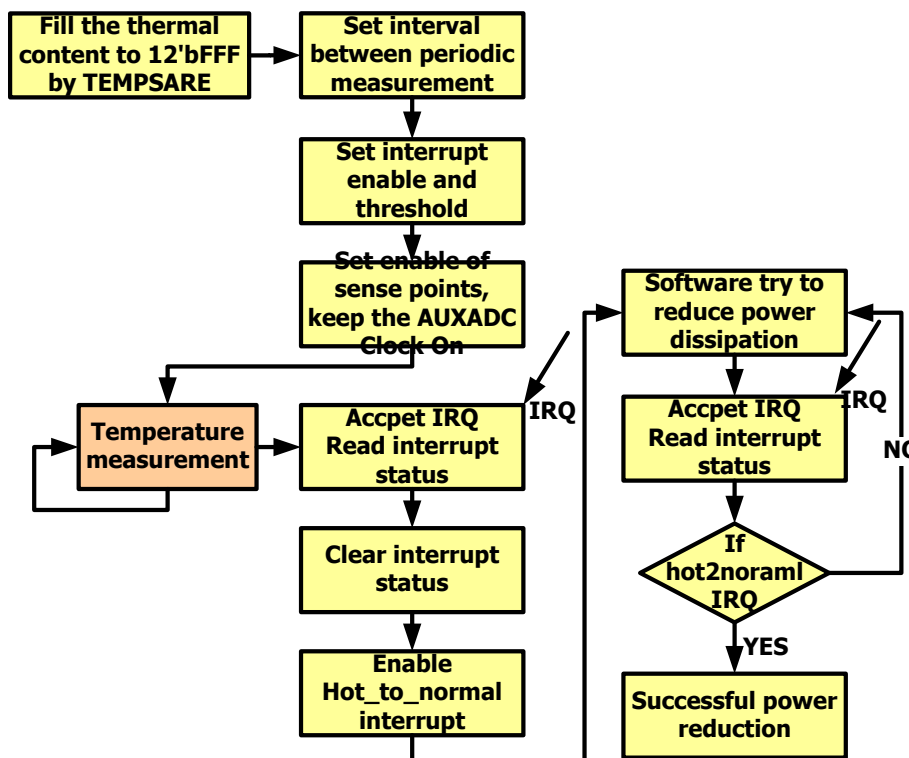 Fill the thermal
content to 12'bFFF
by TEMPSARE
Set interval
between periodic
measurement
Set interrupt
enable and
threshold
Set enable of
sense points,
keep the AUXADC
Clock On
Temperature
measurement
IRQ
Accpet IRQ
Read interrupt
status
Clear interrupt
status
Enable
Hot_to_normal
interrupt
Software try to
reduce power
dissipation
IRQ
Accpet IRQ
Read interrupt
status
If
hot2noraml
IRQ
NO
YES
Successful power
reduction